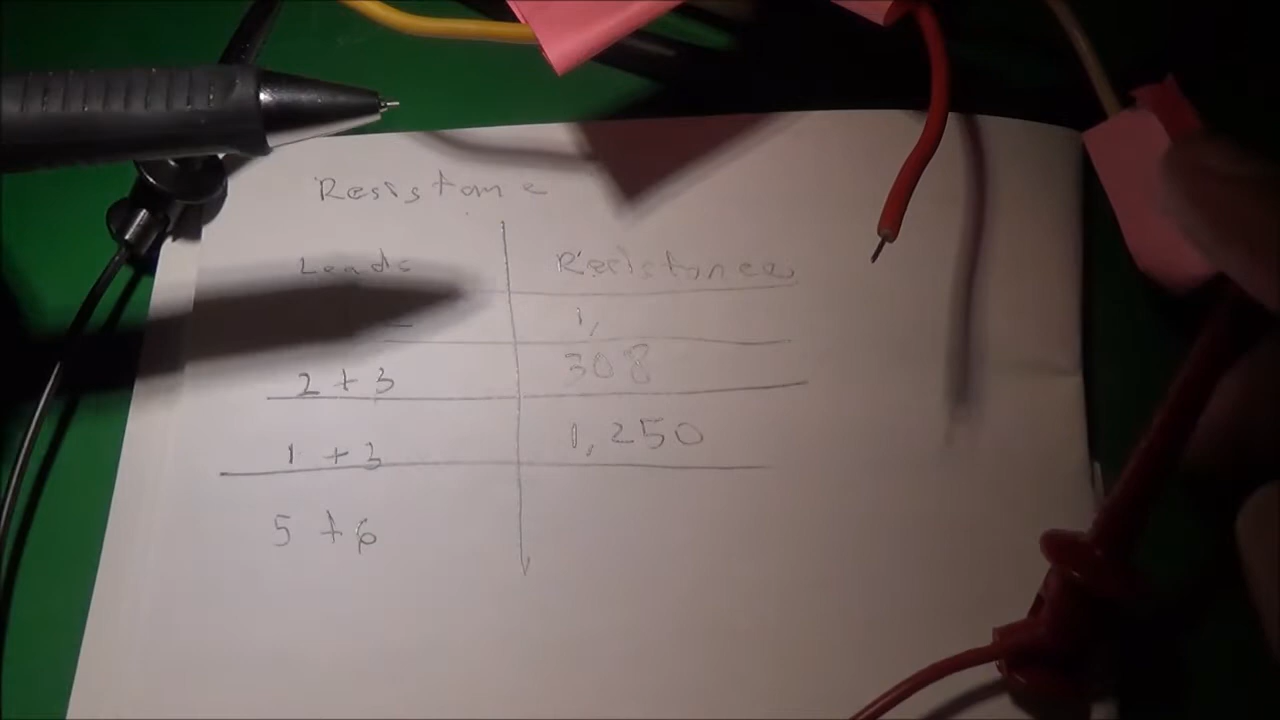 Resistance
Leads Resistance
1,
2 + 3 308
1 + 3 1,250
5 + 6